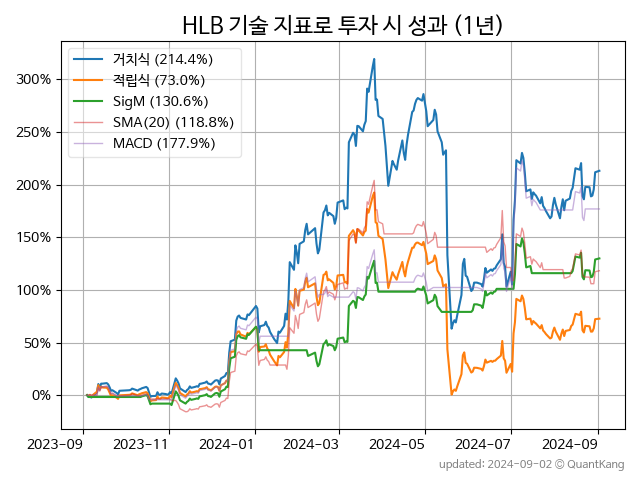 HLB 기술 지표로 투자 시 성과 (1년)
거치식 (214.4%)
적립식 (73.0%)
SigM (130.6%)
SMA(20) (118.8%)
MACD (177.9%)
300%
250%
200%
150%
100%
50%
0%
2023-09 2023-11 2024-01 2024-03 2024-05 2024-07 2024-09
updated: 2024-09-02 © QuantKang